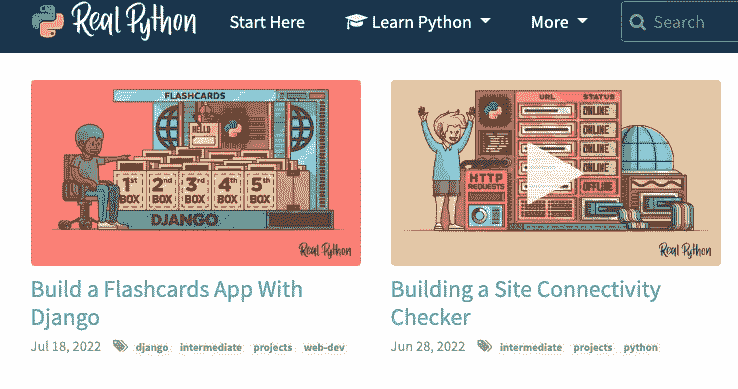 Real Python Start Here Learn Python More Search
FLASHCARDS
HELLO
1st BOX 2nd BOX 3rd BOX 4th BOX 5th BOX
DJANGO
Real Python
URL STATUS
ONLINE
ONLINE
ONLINE
ONLINE
OFFLINE
HTTP REQUESTS
Real Python
Build a Flashcards App With
Django
Jul 18, 2022 django intermediate projects web-dev
Building a Site Connectivity
Checker
Jun 28, 2022 intermediate projects python